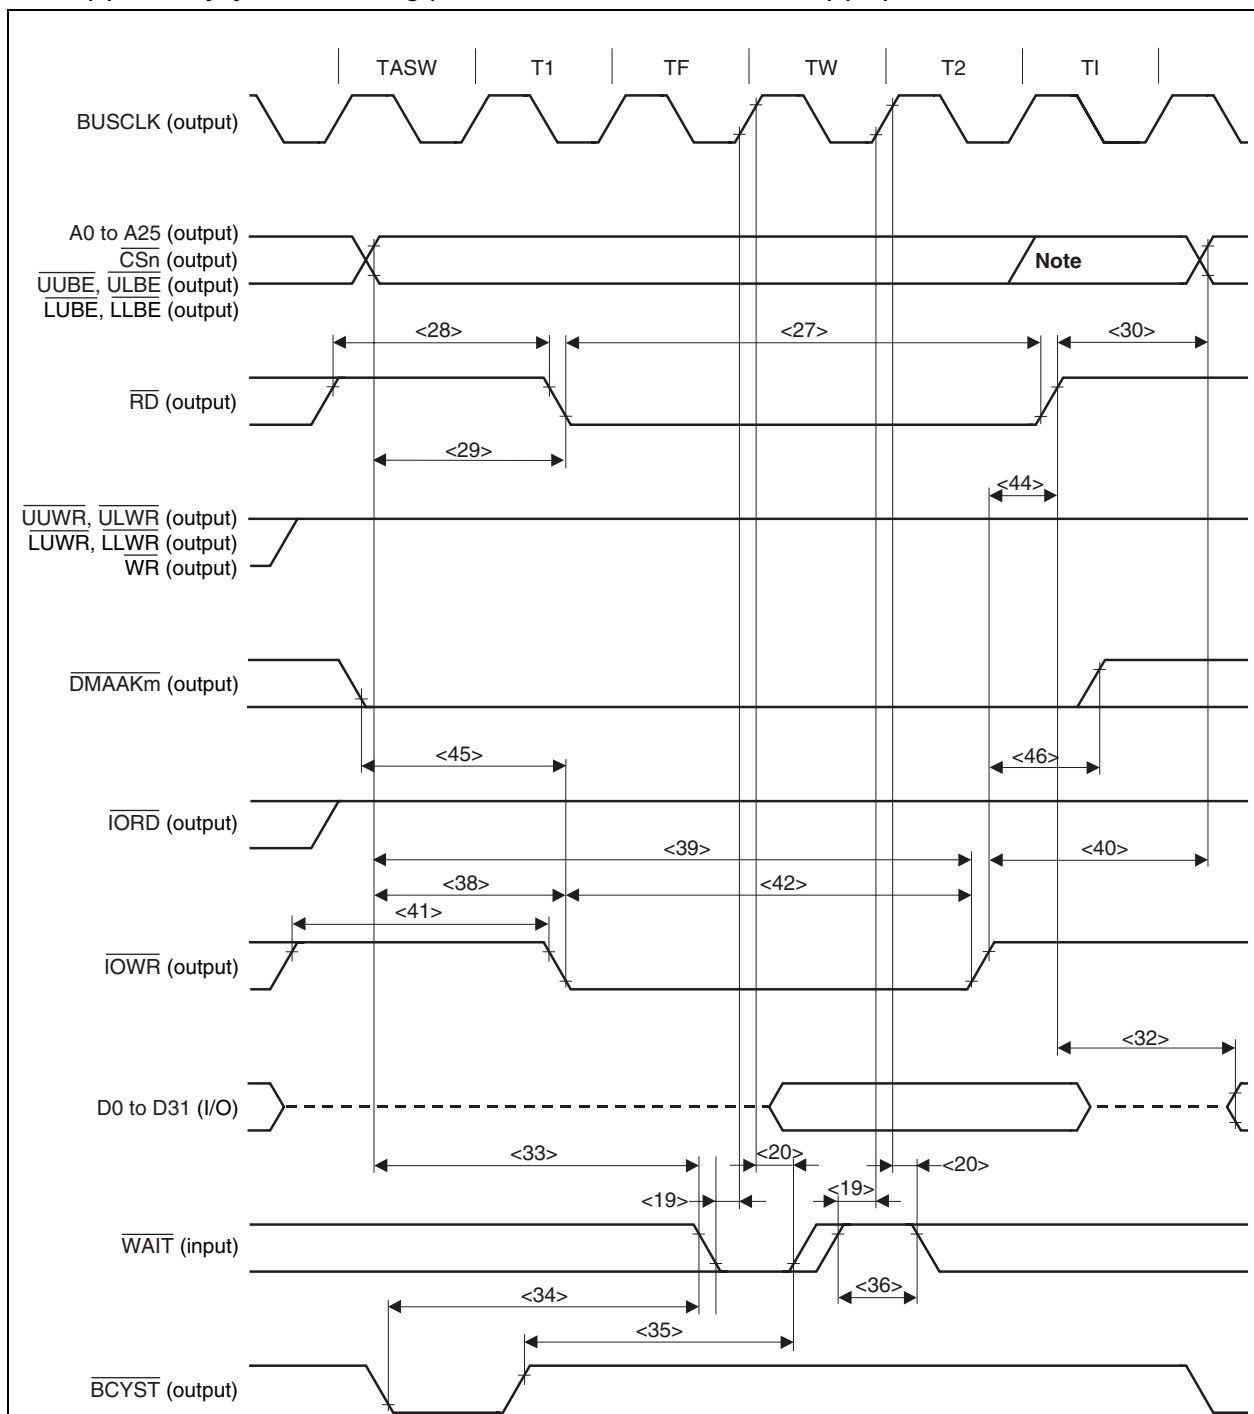 TASW T1 TF TW T2 TI
BUSCLK (output)
A0 to A25 (output)
CSn (output)
UUBE, ULBE (output)
LUBE, LLBE (output)
Note
<28> <27> <30>
RD (output)
<29>
<44>
UUWR, ULWR (output)
LUWR, LLWR (output)
WR (output)
DMAAKm (output)
<45> <46>
IORD (output)
<39> <40>
<38> <42>
<41>
IOWR (output)
<32>
D0 to D31 (I/O)
<33> <20> <20>
<19> <19>
WAIT (input)
<34> <36>
<35>
BCYST (output)